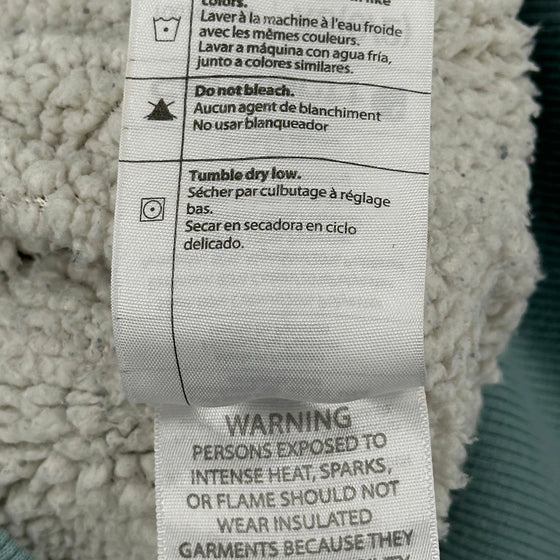 colors.
like
Laver à la machine à l'eau froide
avec les mêmes couleurs.
Lavar a máquina con agua fría,
junto a colores similares.
Do not bleach.
Aucun agent de blanchiment
No usar blanqueador
Tumble dry low.
Sécher par culbutage à réglage
bas.
Secar en secadora en ciclo
delicado.
WARNING
PERSONS EXPOSED TO
INTENSE HEAT, SPARKS,
OR FLAME SHOULD NOT
WEAR INSULATED
GARMENTS BECAUSE THEY